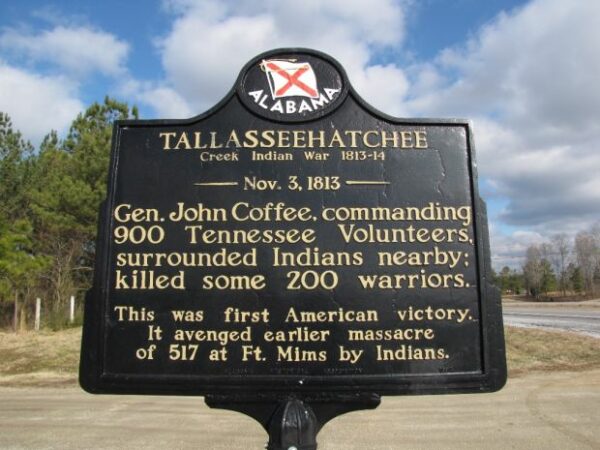 ALABAMA
TALLASSEEHATCHEE
Creek Indian War 1813-14
Nov. 3, 1813
Gen. John Coffee, commanding
900 Tennessee Volunteers,
surrounded Indians nearby;
killed some 200 warriors.
This was first American victory.
It avenged earlier massacre
of 517 at Ft. Mims by Indians.